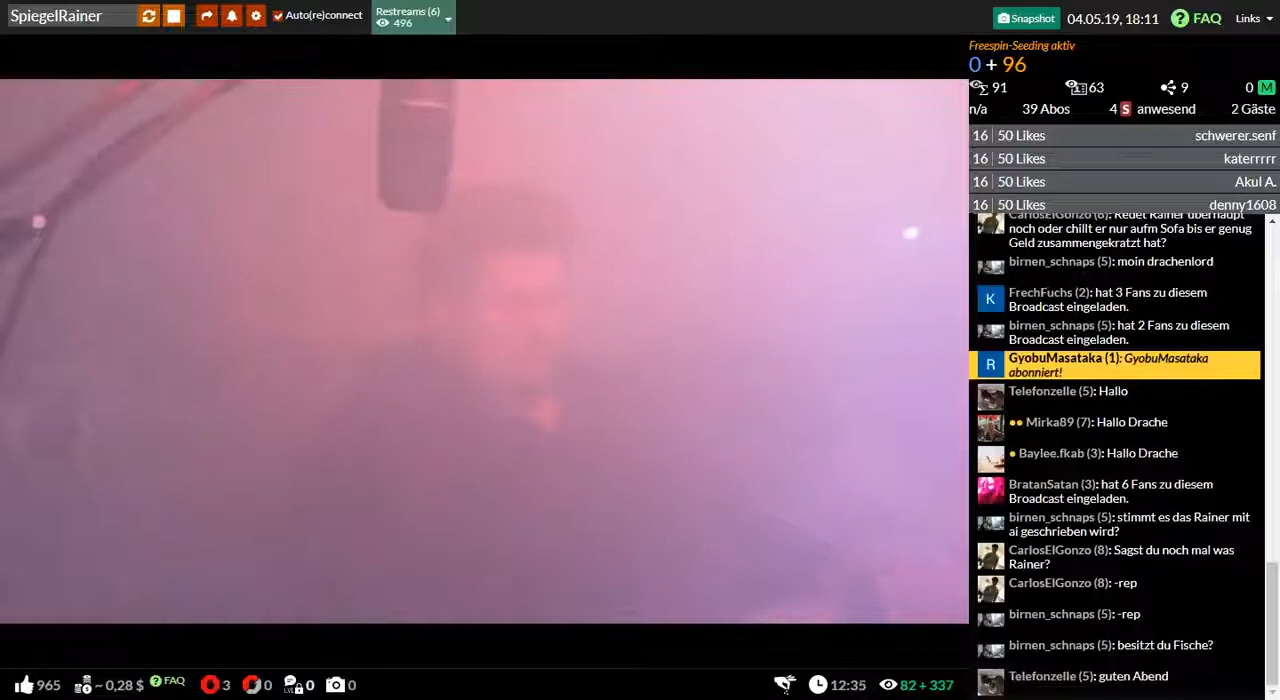 SpiegelRainer
Auto(re)connect
Restreams (6)
496
Snapshot
04.05.19, 18:11
FAQ
Links
Freespin-Seeding aktiv
0 + 96
91
63
9
0 M
n/a
39 Abos
4 S anwesend
2 Gäste
16 50 Likes schwerer.senf
16 50 Likes katerrrrr
16 50 Likes Akul A.
16 50 Likes denny1608
CarlosElGonzo (8): Redet Rainer überhaupt
noch oder chillt er nur aufm Sofa bis er genug
Geld zusammengekratzt hat?
birnen_schnaps (5): moin drachenlord
K
FrechFuchs (2): hat 3 Fans zu diesem
Broadcast eingeladen.
birnen_schnaps (5): hat 2 Fans zu diesem
Broadcast eingeladen.
R
GyobuMasataka (1): GyobuMasataka
abonniert!
Telefonzelle (5): Hallo
Mirka89 (7): Hallo Drache
Baylee.fkab (3): Hallo Drache
BratanSatan (3): hat 6 Fans zu diesem
Broadcast eingeladen.
birnen_schnaps (5): stimmt es das Rainer mit
ai geschrieben wird?
CarlosElGonzo (8): Sagst du noch mal was
Rainer?
CarlosElGonzo (8): -rep
birnen_schnaps (5): -rep
birnen_schnaps (5): besitzt du Fische?
Telefonzelle (5): guten Abend
965
~ 0,28 $
FAQ
3
0
LVL
0
0
12:35
82 + 337